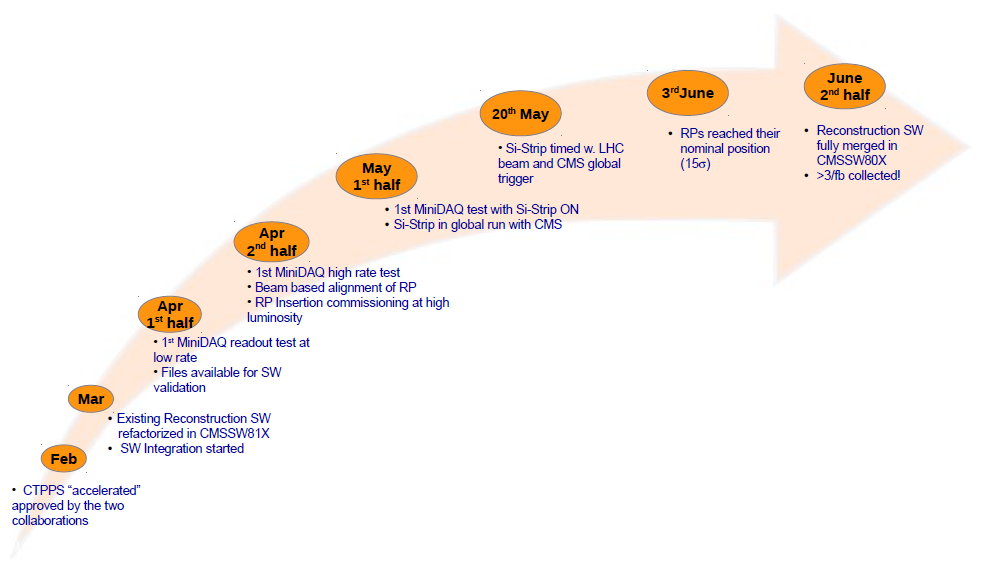 Feb
• CTPPS “accelerated”
approved by the two
collaborations
Mar
• Existing Reconstruction SW
refactorized in CMSSW81X
• SW Integration started
Apr
1st half
• 1st MiniDAQ readout test at
low rate
• Files available for SW
validation
Apr
2nd half
• 1st MiniDAQ high rate test
• Beam based alignment of RP
• RP Insertion commissioning at high
luminosity
May
1st half
• 1st MiniDAQ test with Si-Strip ON
• Si-Strip in global run with CMS
20th May
• Si-Strip timed w. LHC
beam and CMS global
trigger
3rdJune
• RPs reached their
nominal position
(15σ)
June
2nd half
• Reconstruction SW
fully merged in
CMSSW80X
• >3/fb collected!